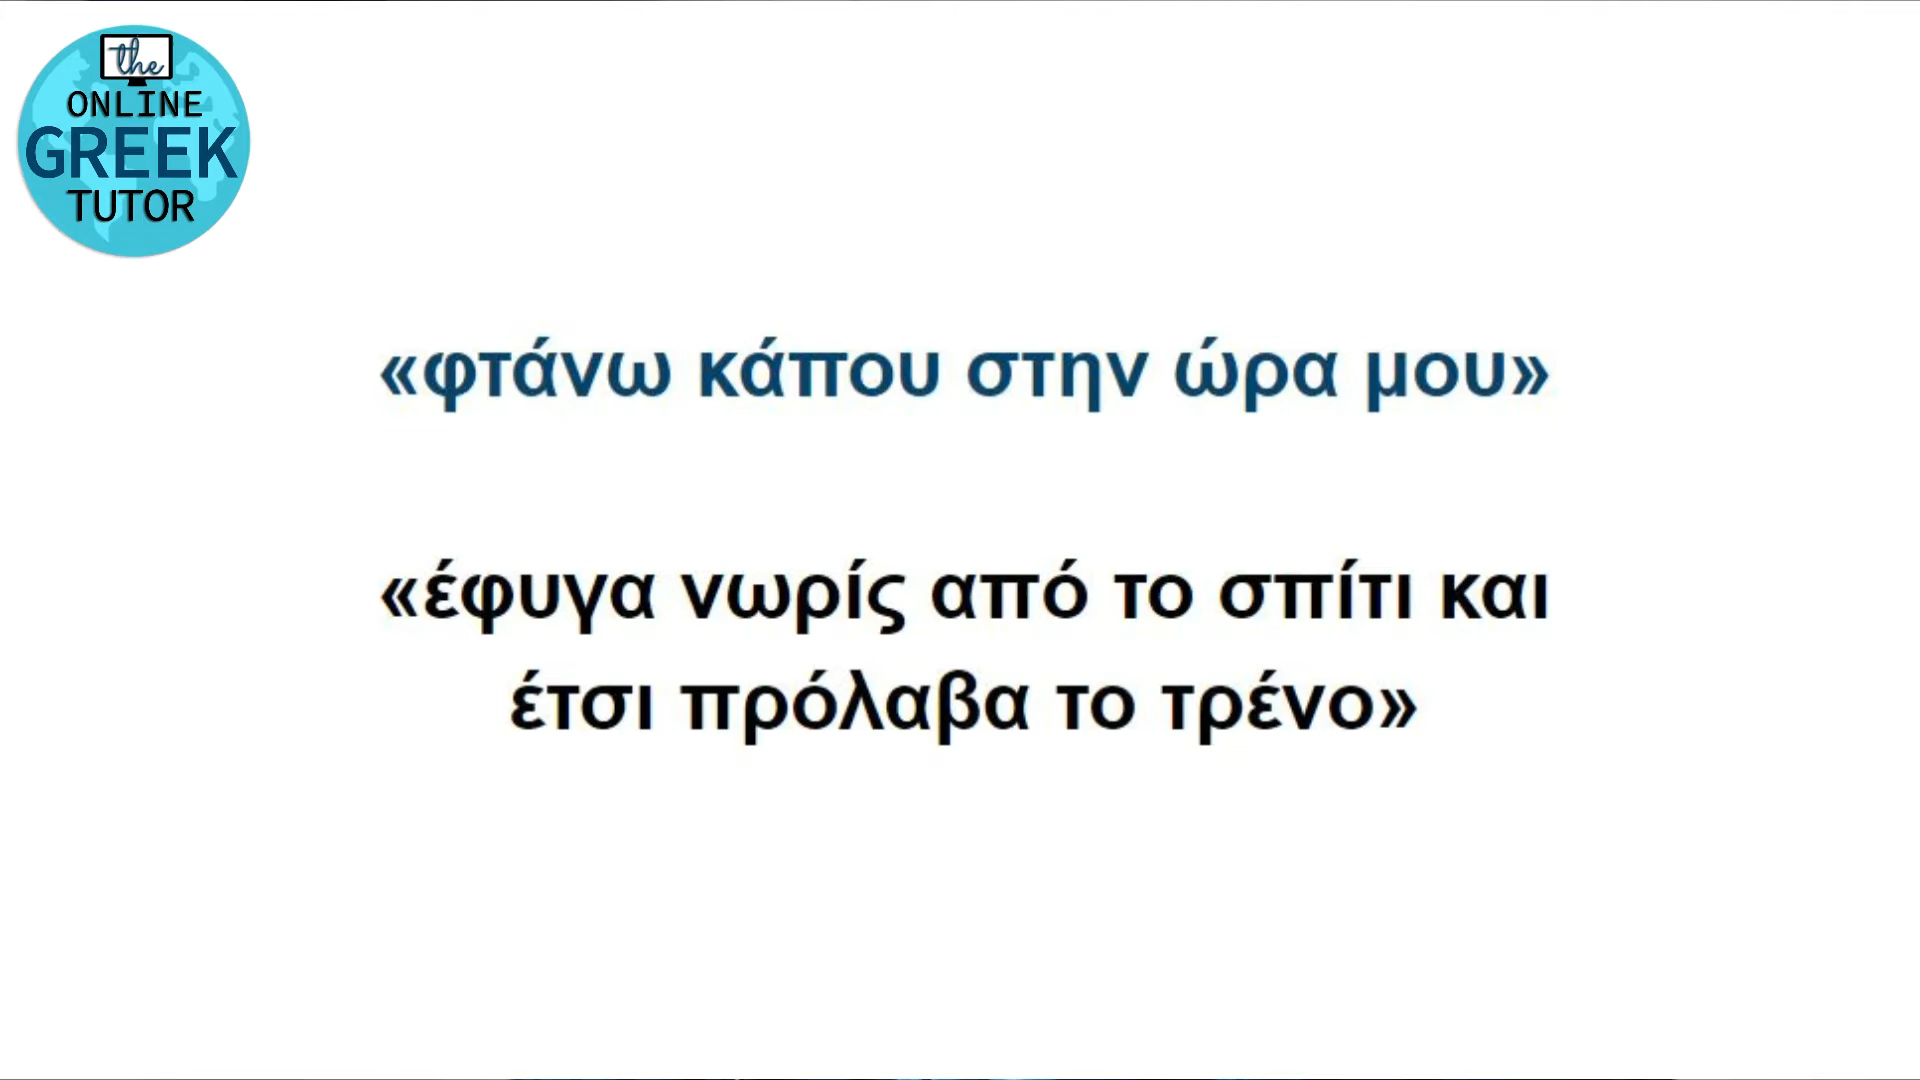 the
ONLINE
GREEK
TUTOR
«φτάνω κάπου στην ώρα μου»
«έφυγα νωρίς από το σπίτι και
έτσι πρόλαβα το τρένο»